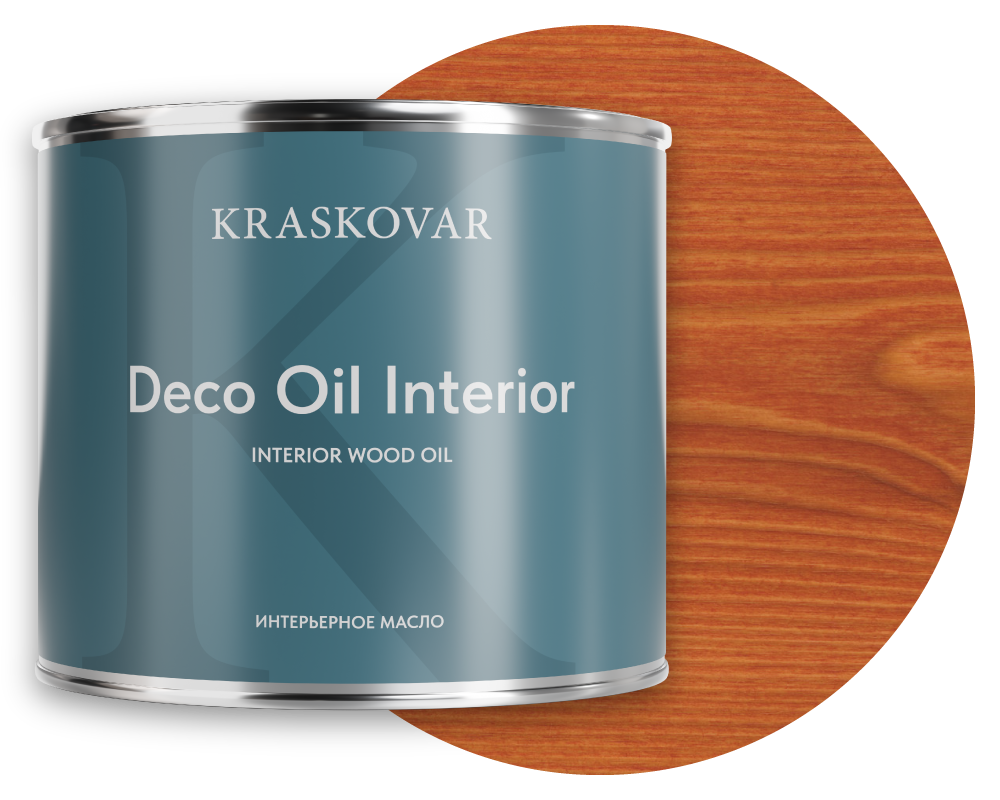 KRASKOVAR
Deco Oil Interior
INTERIOR WOOD OIL
ИНТЕРЬЕРНОЕ МАСЛО